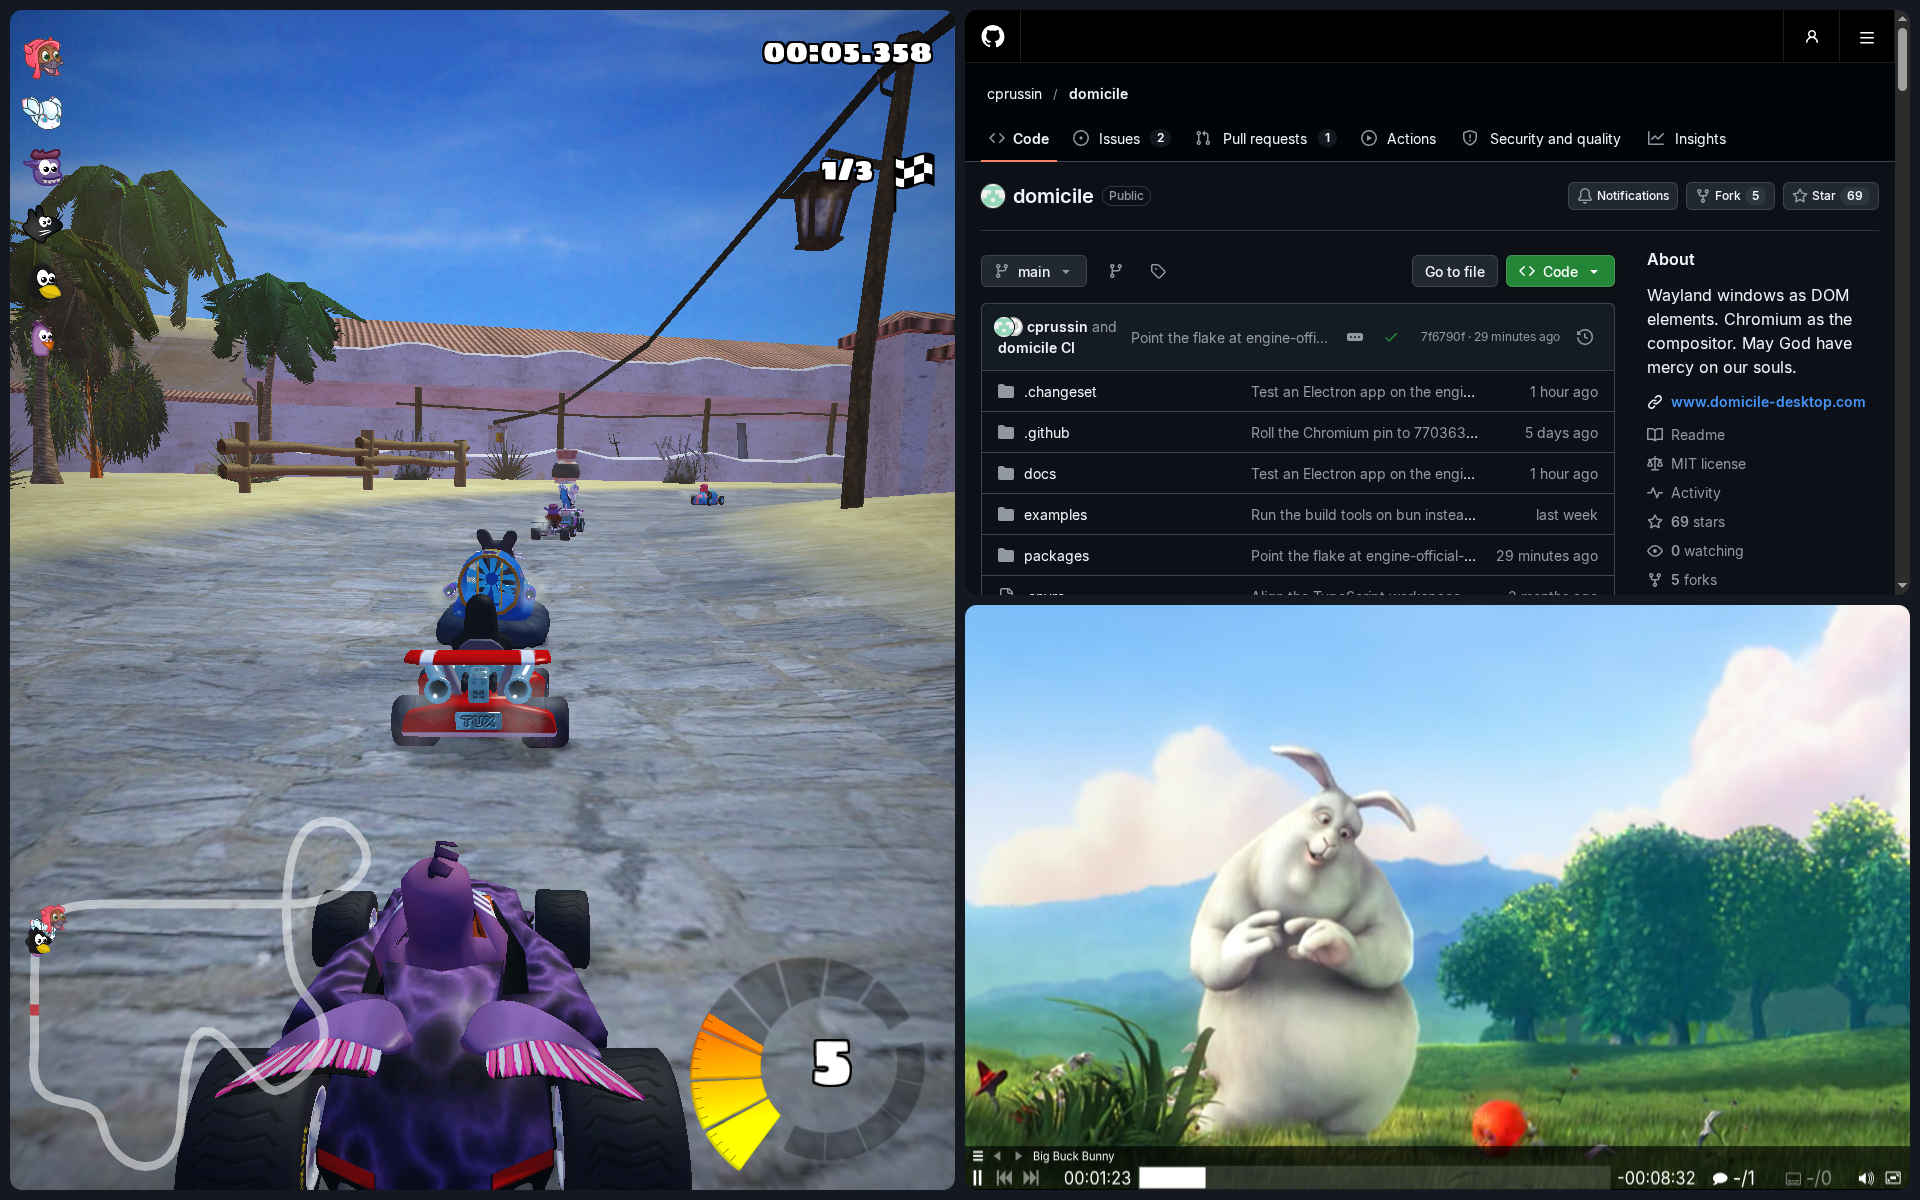 00:05.358
1/3
TUX
5
cprussin / domicile
Code
Issues 2
Pull requests 1
Actions
Security and quality
Insights
domicile Public
Notifications
Fork 5
Star 69
main
Go to file
Code
cprussin and domicile CI
Point the flake at engine-offi...
7f6790f · 29 minutes ago
.changeset Test an Electron app on the engi... 1 hour ago
.github Roll the Chromium pin to 770363... 5 days ago
docs Test an Electron app on the engi... 1 hour ago
examples Run the build tools on bun instea... last week
packages Point the flake at engine-official-... 29 minutes ago
About
Wayland windows as DOM
elements. Chromium as the
compositor. May God have
mercy on our souls.
www.domicile-desktop.com
Readme
MIT license
Activity
69 stars
0 watching
5 forks
Big Buck Bunny
00:01:23
-00:08:32
-/1
-/0